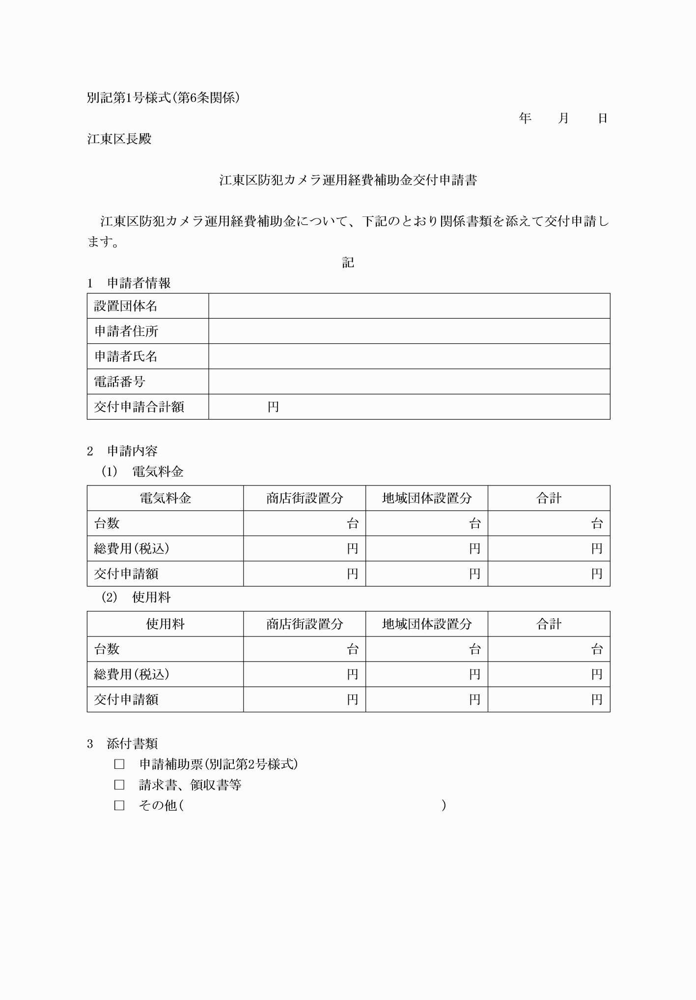 別記第1号様式(第6条関係)
年　　月　　日
江東区長殿
江東区防犯カメラ運用経費補助金交付申請書
江東区防犯カメラ運用経費補助金について、下記のとおり関係書類を添えて交付申請し
ます。
記
1　申請者情報
設置団体名
申請者住所
申請者氏名
電話番号
交付申請合計額　円
2　申請内容
(1)　電気料金
電気料金　商店街設置分　地域団体設置分　合計
台数　台　台　台
総費用(税込)　円　円　円
交付申請額　円　円　円
(2)　使用料
使用料　商店街設置分　地域団体設置分　合計
台数　台　台　台
総費用(税込)　円　円　円
交付申請額　円　円　円
3　添付書類
□　申請補助票(別記第2号様式)
□　請求書、領収書等
□　その他(　　　　　　　　　　)